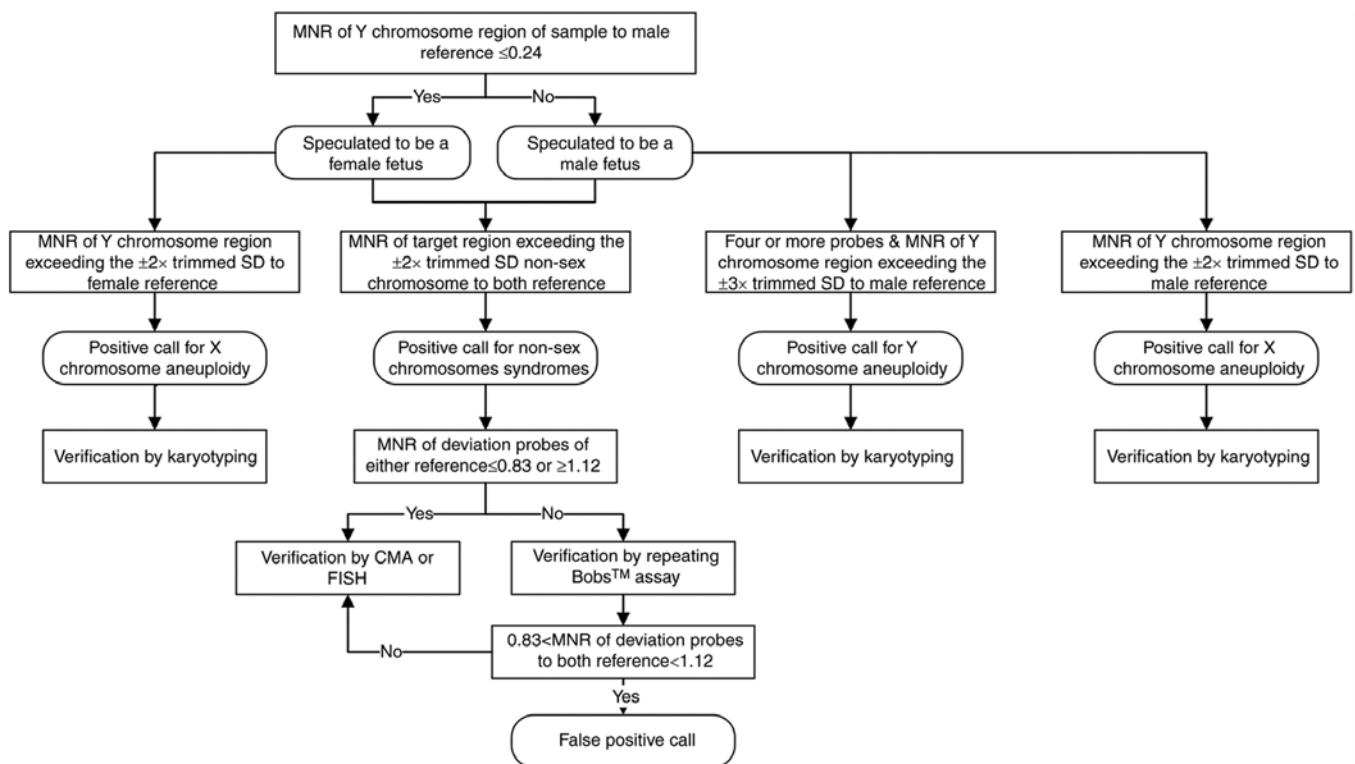 MNR of Y chromosome region of sample to male
reference ≤0.24
Yes
No
Speculated to be a
female fetus
Speculated to be a
male fetus
MNR of Y chromosome region
exceeding the ±2× trimmed SD to
female reference
MNR of target region exceeding the
±2× trimmed SD non-sex
chromosome to both reference
Four or more probes & MNR of Y
chromosome region exceeding the
±3× trimmed SD to male reference
MNR of Y chromosome region
exceeding the ±2× trimmed SD to
male reference
Positive call for X
chromosome aneuploidy
Positive call for non-sex
chromosomes syndromes
Positive call for Y
chromosome aneuploidy
Positive call for X
chromosome aneuploidy
Verification by karyotyping
MNR of deviation probes of
either reference≤0.83 or ≥1.12
Verification by karyotyping
Verification by karyotyping
Yes
No
Verification by CMA or
FISH
Verification by repeating
Bobs™ assay
No
0.83<MNR of deviation probes
to both reference<1.12
Yes
False positive call